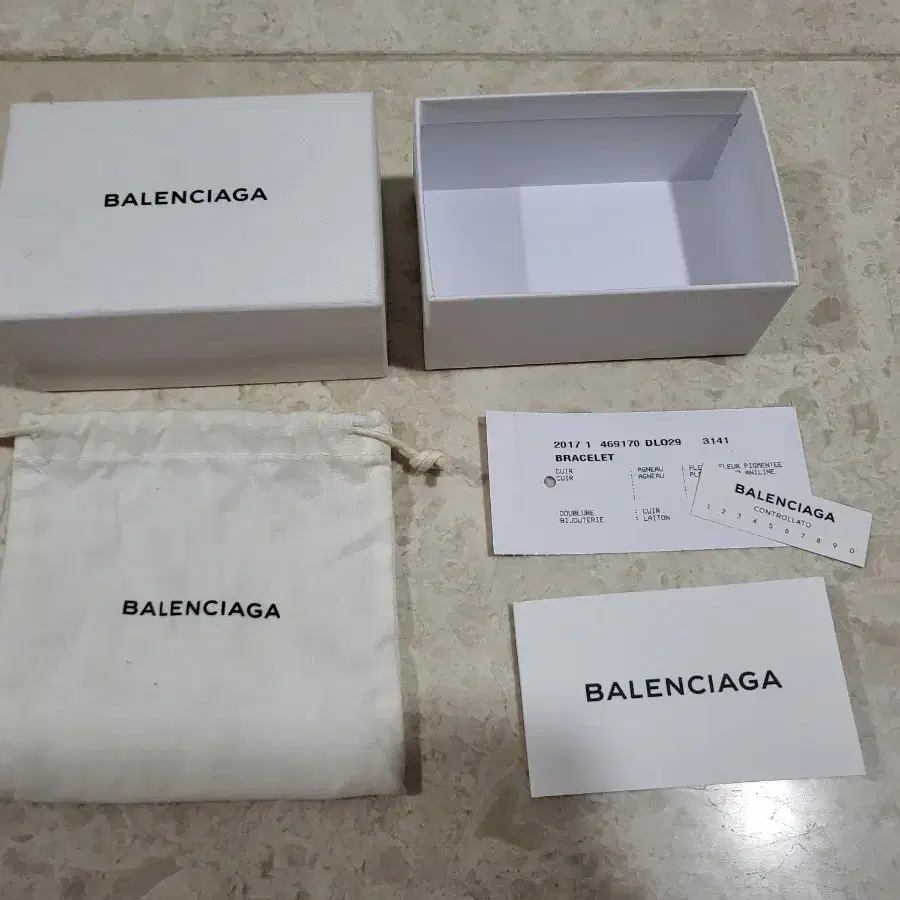 BALENCIAGA
2017 1 469170 DLO29 3141
BRACELET
CUIR : AGNEAU : FLEUR PIGMENTEE
CUIR : AGNEAU : ANILINE
DOUBLURE : CUIR
BIJOUTERIE : LAITON
BALENCIAGA
CONTROLLATO
1 2 3 4 5 6 7 8 9 0
BALENCIAGA
BALENCIAGA